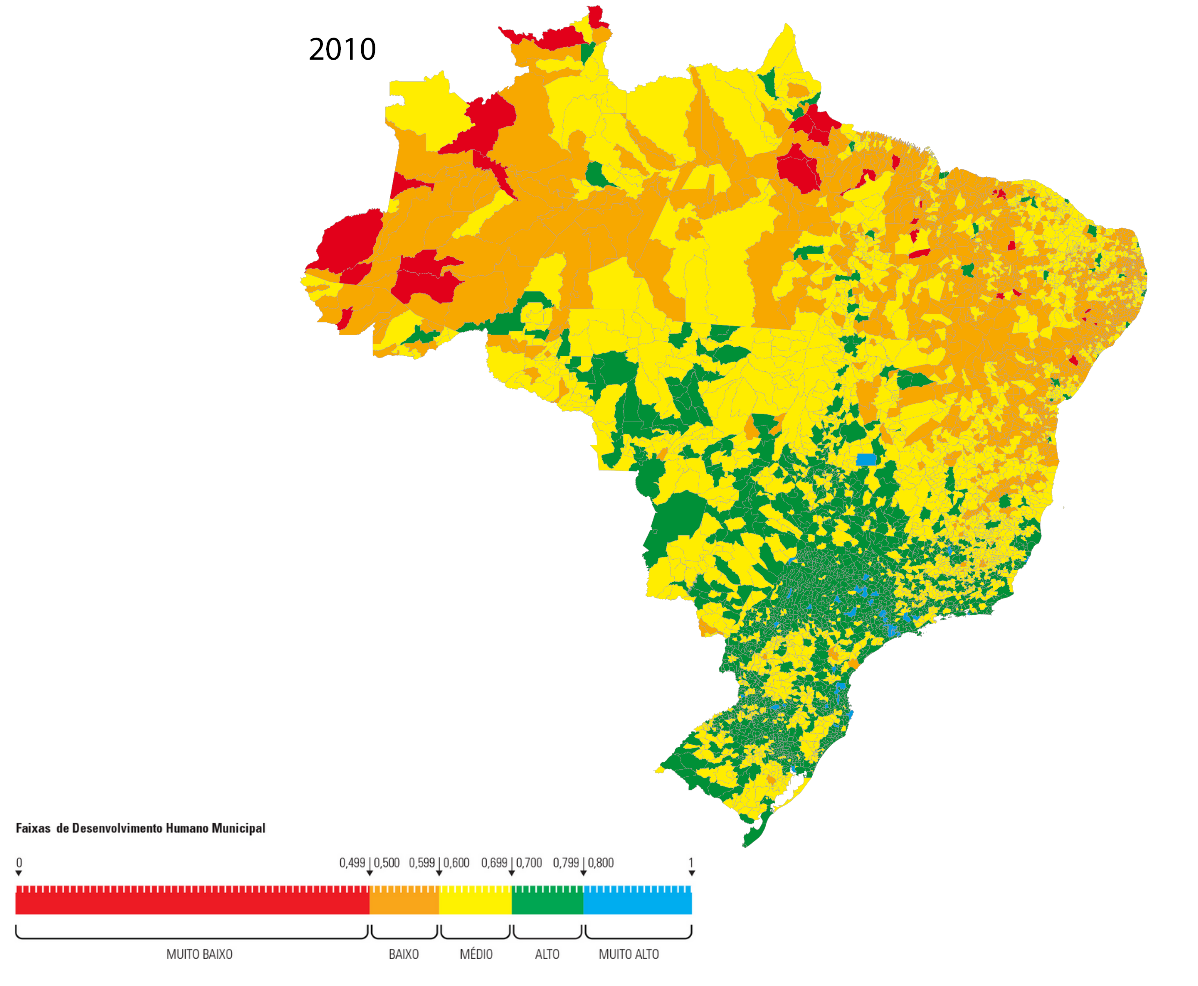 2010
Faixas de Desenvolvimento Humano Municipal
0 0,499 0,500 0,599 0,600 0,699 0,700 0,799 0,800 1
MUITO BAIXO BAIXO MÉDIO ALTO MUITO ALTO